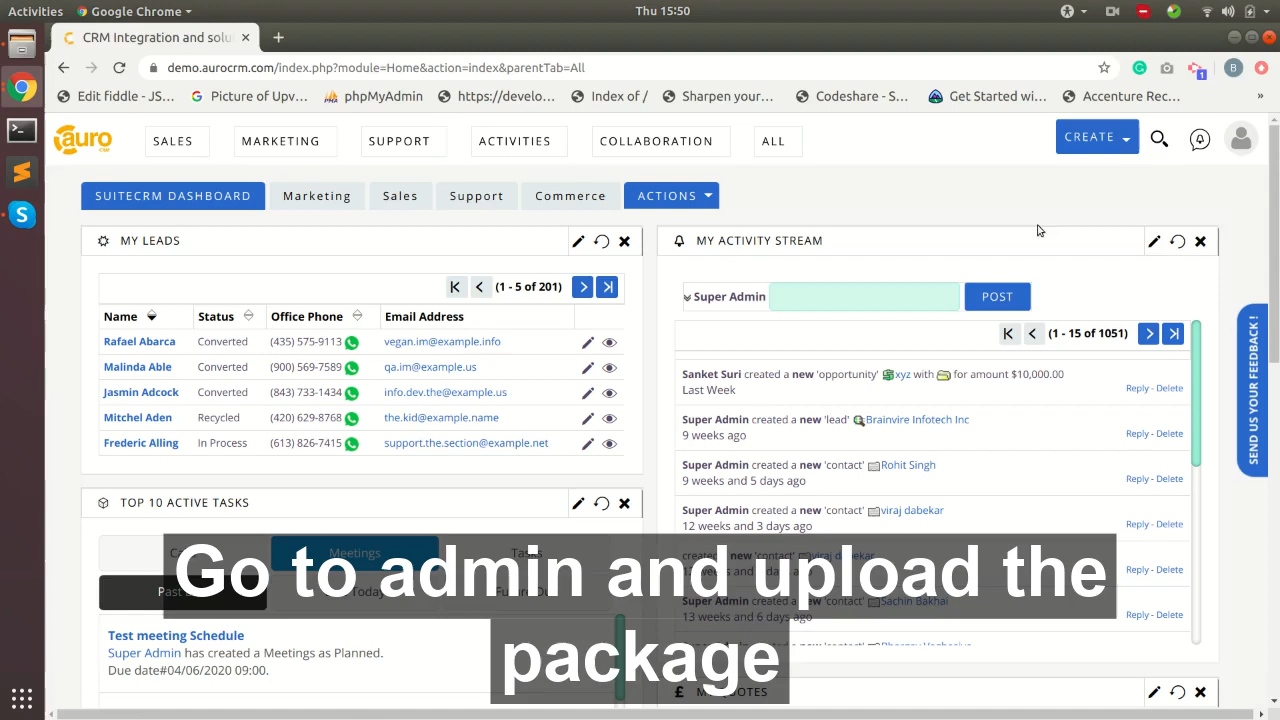 Activities
Google Chrome
Thu 15:50
CRM Integration and solu
demo.aurocrm.com/index.php?module=Home&action=index&parentTab=All
B
1
Edit fiddle - JS...
Picture of Upv...
phpMyAdmin
https://develo...
Index of /
Sharpen your...
Codeshare - S...
Get Started wi...
Accenture Rec...
»
auro
CRM
SALES
MARKETING
SUPPORT
ACTIVITIES
COLLABORATION
ALL
CREATE
SUITECRM DASHBOARD
Marketing
Sales
Support
Commerce
ACTIONS
MY LEADS
(1 - 5 of 201)
Name Status Office Phone Email Address
Rafael Abarca Converted (435) 575-9113 vegan.im@example.info
Malinda Able Converted (900) 569-7589 qa.im@example.us
Jasmin Adcock Converted (843) 733-1434 info.dev.the@example.us
Mitchel Aden Recycled (420) 629-8768 the.kid@example.name
Frederic Alling In Process (613) 826-7415 support.the.section@example.net
TOP 10 ACTIVE TASKS
Meetings
Tasks
Test meeting Schedule
Super Admin has created a Meetings as Planned.
Due date#04/06/2020 09:00.
MY ACTIVITY STREAM
Super Admin
POST
(1 - 15 of 1051)
Sanket Suri created a new 'opportunity' xyz with for amount $10,000.00
Last Week
Reply - Delete
Super Admin created a new 'lead' Brainvire Infotech Inc
9 weeks ago
Reply - Delete
Super Admin created a new 'contact' Rohit Singh
9 weeks and 5 days ago
Reply - Delete
Super Admin created a new 'contact' viraj dabekar
12 weeks and 3 days ago
Reply - Delete
created a new 'contact' viraj dabekar
Reply - Delete
'contact' Sachin Bakhai
13 weeks and 6 days ago
Reply - Delete
QUOTES
SEND US YOUR FEEDBACK !
Go to admin and upload the
package